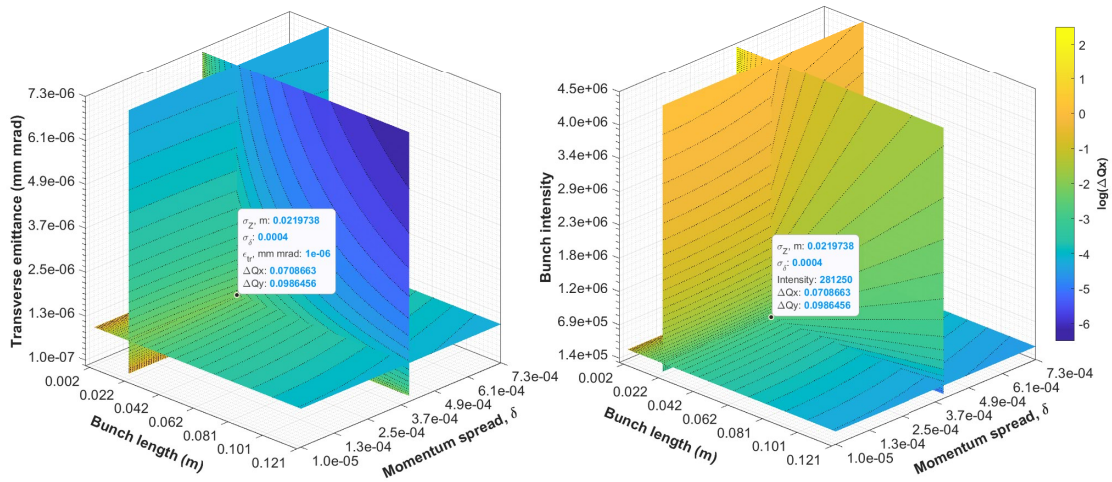 7.3e-06
6.1e-06
4.9e-06
3.7e-06
2.5e-06
1.3e-06
1.0e-07
Transverse emittance (mm mrad)
σZ, m: 0.0219738
σδ: 0.0004
ϵtr, mm mrad: 1e-06
ΔQx: 0.0708663
ΔQy: 0.0986456
0.002
0.022
0.042
0.062
0.081
0.101
0.121
Bunch length (m)
7.3e-04
6.1e-04
4.9e-04
3.7e-04
2.5e-04
1.3e-04
1.0e-05
Momentum spread, δ
4.5e+06
4.0e+06
3.4e+06
2.9e+06
2.3e+06
1.8e+06
1.2e+06
6.9e+05
1.4e+05
Bunch intensity
σZ, m: 0.0219738
σδ: 0.0004
Intensity: 281250
ΔQx: 0.0708663
ΔQy: 0.0986456
0.002
0.022
0.042
0.062
0.081
0.101
0.121
Bunch length (m)
7.3e-04
6.1e-04
4.9e-04
3.7e-04
2.5e-04
1.3e-04
1.0e-05
Momentum spread, δ
2
1
0
-1
-2
-3
-4
-5
-6
log(ΔQx)